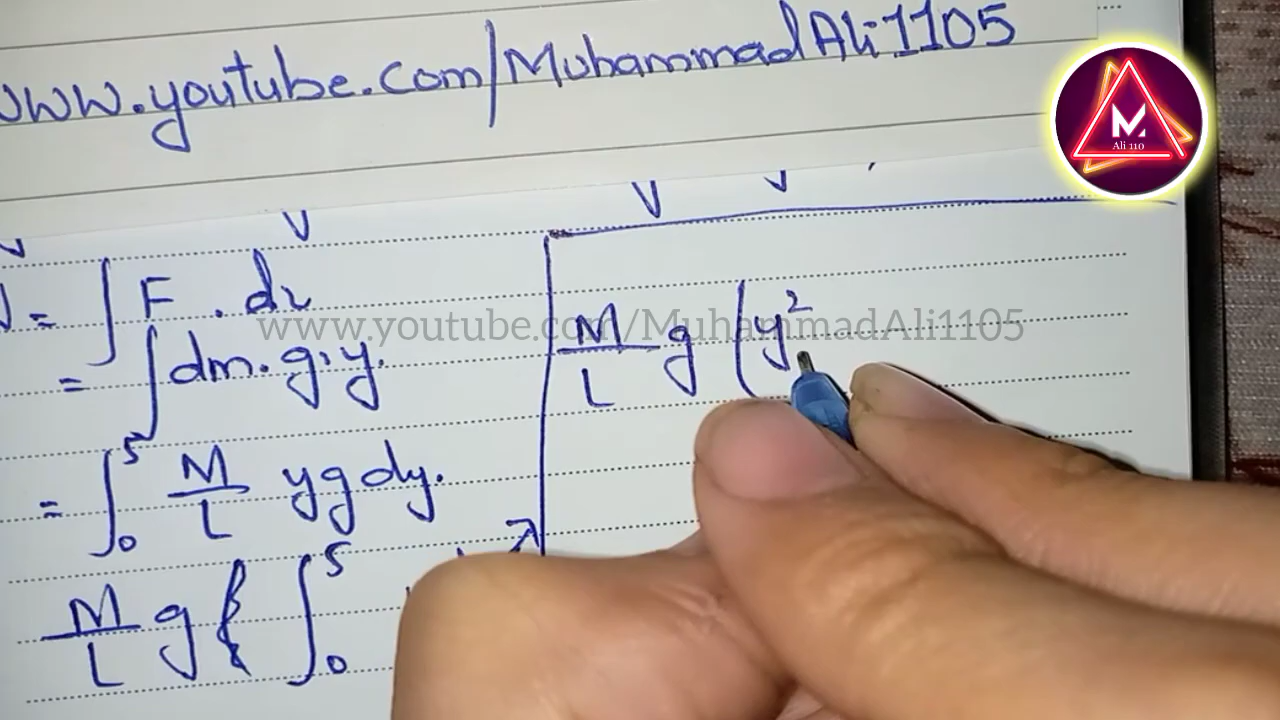 www.youtube.com/MuhammadAli1105
M
Ali 110
= ∫ F . dr
= ∫ dm. g. y.
= ∫₀⁵ M/L y g dy.
M/L g { ∫₀⁵
M/L g (y²
www.youtube.com/MuhammadAli1105